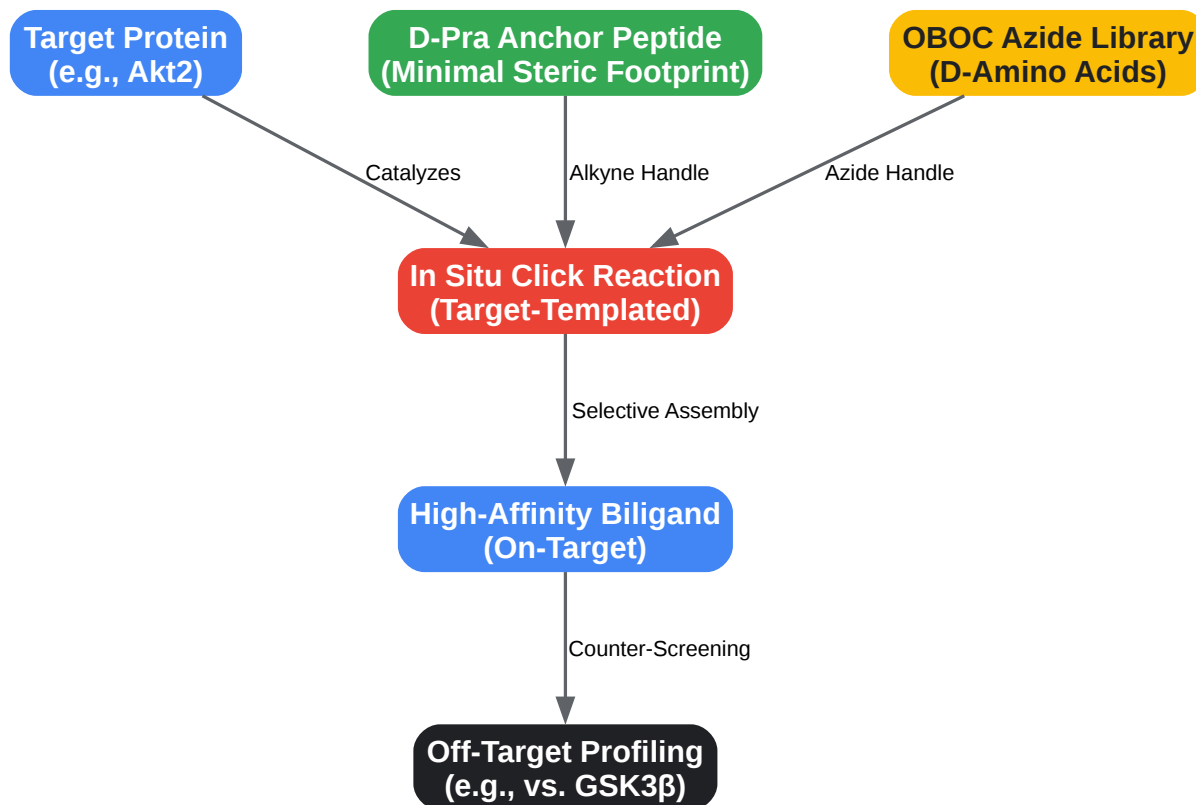 Target Protein
(e.g., Akt2)
D-Pra Anchor Peptide
(Minimal Steric Footprint)
OBOC Azide Library
(D-Amino Acids)
Catalyzes
Alkyne Handle
Azide Handle
In Situ Click Reaction
(Target-Templated)
Selective Assembly
High-Affinity Biligand
(On-Target)
Counter-Screening
Off-Target Profiling
(e.g., vs. GSK3β)